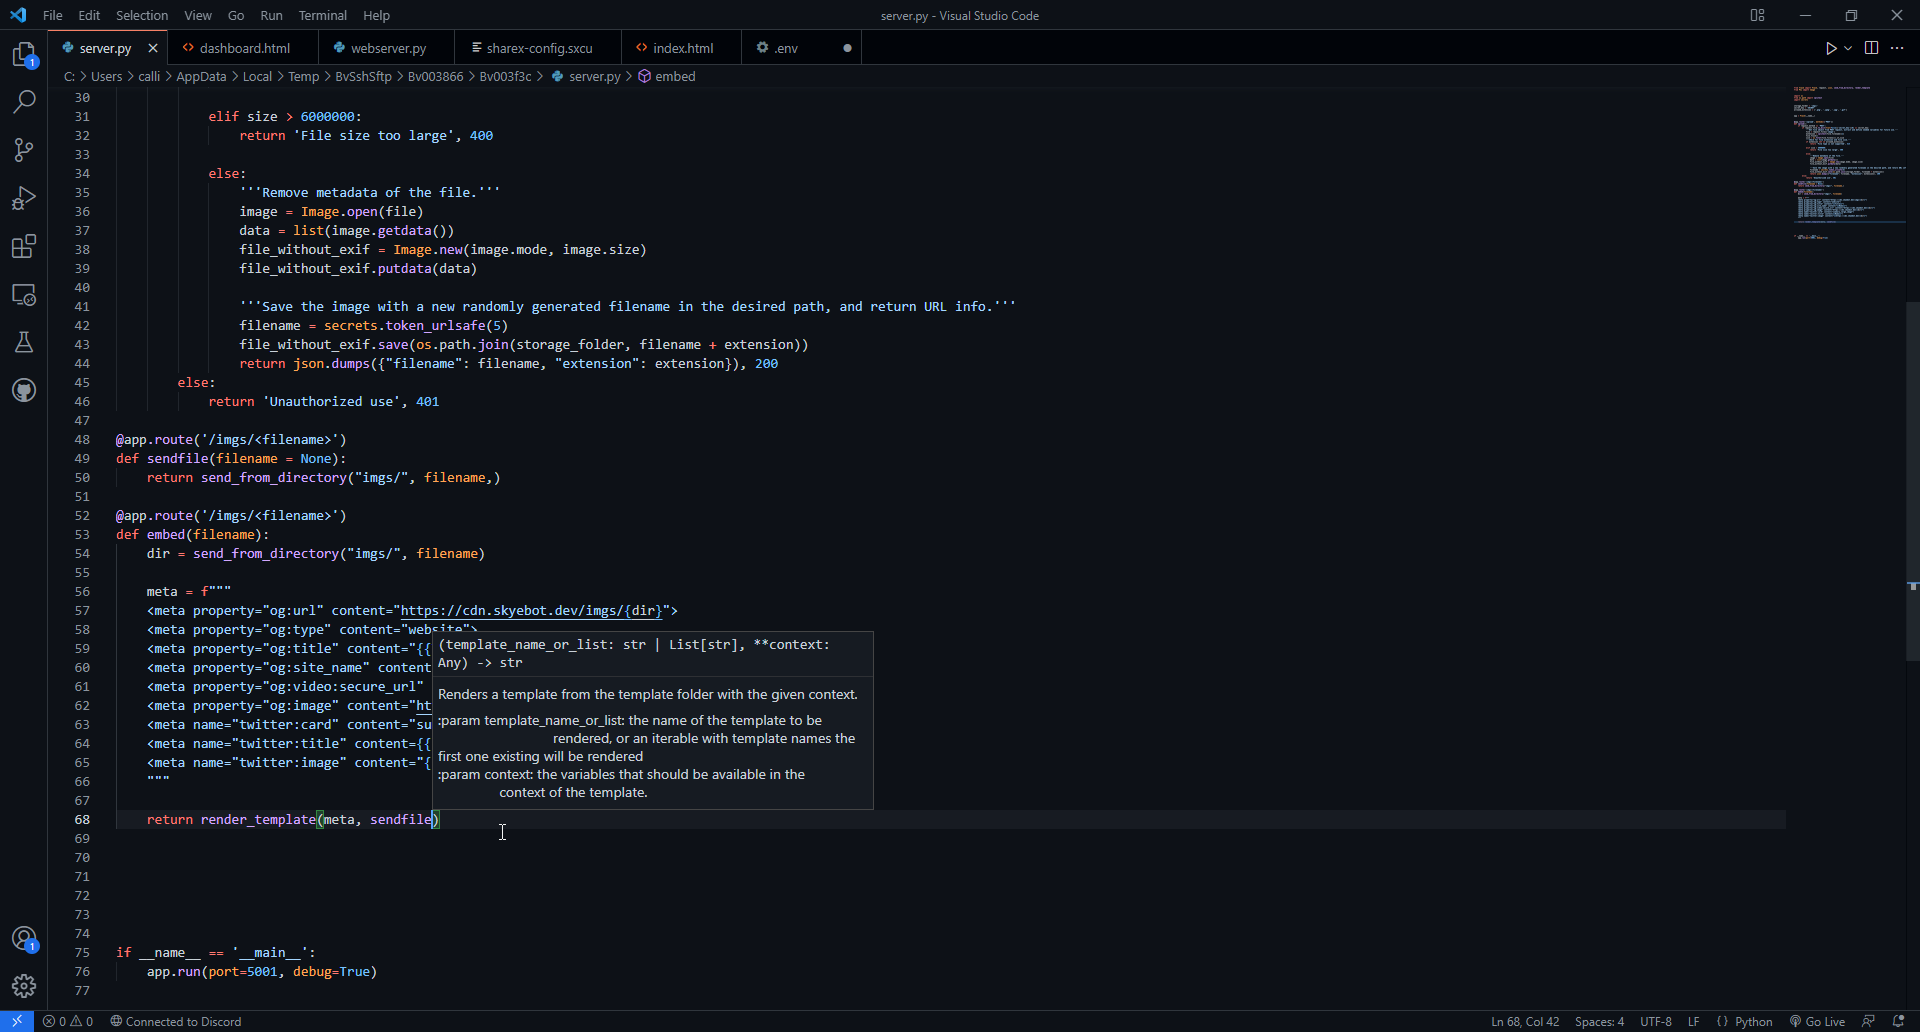 File Edit Selection View Go Run Terminal Help
server.py - Visual Studio Code
server.py dashboard.html webserver.py sharex-config.sxcu index.html .env
C: > Users > calli > AppData > Local > Temp > BvSshSftp > Bv003866 > Bv003f3c > server.py > embed
30
31 elif size > 6000000:
32 return 'File size too large', 400
33
34 else:
35 '''Remove metadata of the file.'''
36 image = Image.open(file)
37 data = list(image.getdata())
38 file_without_exif = Image.new(image.mode, image.size)
39 file_without_exif.putdata(data)
40
41 '''Save the image with a new randomly generated filename in the desired path, and return URL info.'''
42 filename = secrets.token_urlsafe(5)
43 file_without_exif.save(os.path.join(storage_folder, filename + extension))
44 return json.dumps({"filename": filename, "extension": extension}), 200
45 else:
46 return 'Unauthorized use', 401
47
48 @app.route('/imgs/<filename>')
49 def sendfile(filename = None):
50 return send_from_directory("imgs/", filename,)
51
52 @app.route('/imgs/<filename>')
53 def embed(filename):
54 dir = send_from_directory("imgs/", filename)
55
56 meta = f"""
57 <meta property="og:url" content="https://cdn.skyebot.dev/imgs/{dir}">
58 <meta property="og:type" content="website">
59 <meta property="og:title" content="{{
60 <meta property="og:site_name" content
61 <meta property="og:video:secure_url"
62 <meta property="og:image" content="ht
63 <meta name="twitter:card" content="su
64 <meta name="twitter:title" content={{
65 <meta name="twitter:image" content="{
66 """
67
68 return render_template(meta, sendfile)
69
70
71
72
73
74
75 if __name__ == '__main__':
76 app.run(port=5001, debug=True)
77
(template_name_or_list: str | List[str], **context:
Any) -> str
Renders a template from the template folder with the given context.
:param template_name_or_list: the name of the template to be
rendered, or an iterable with template names the
first one existing will be rendered
:param context: the variables that should be available in the
context of the template.
1
1
0 0 Connected to Discord
Ln 68, Col 42 Spaces: 4 UTF-8 LF {} Python Go Live